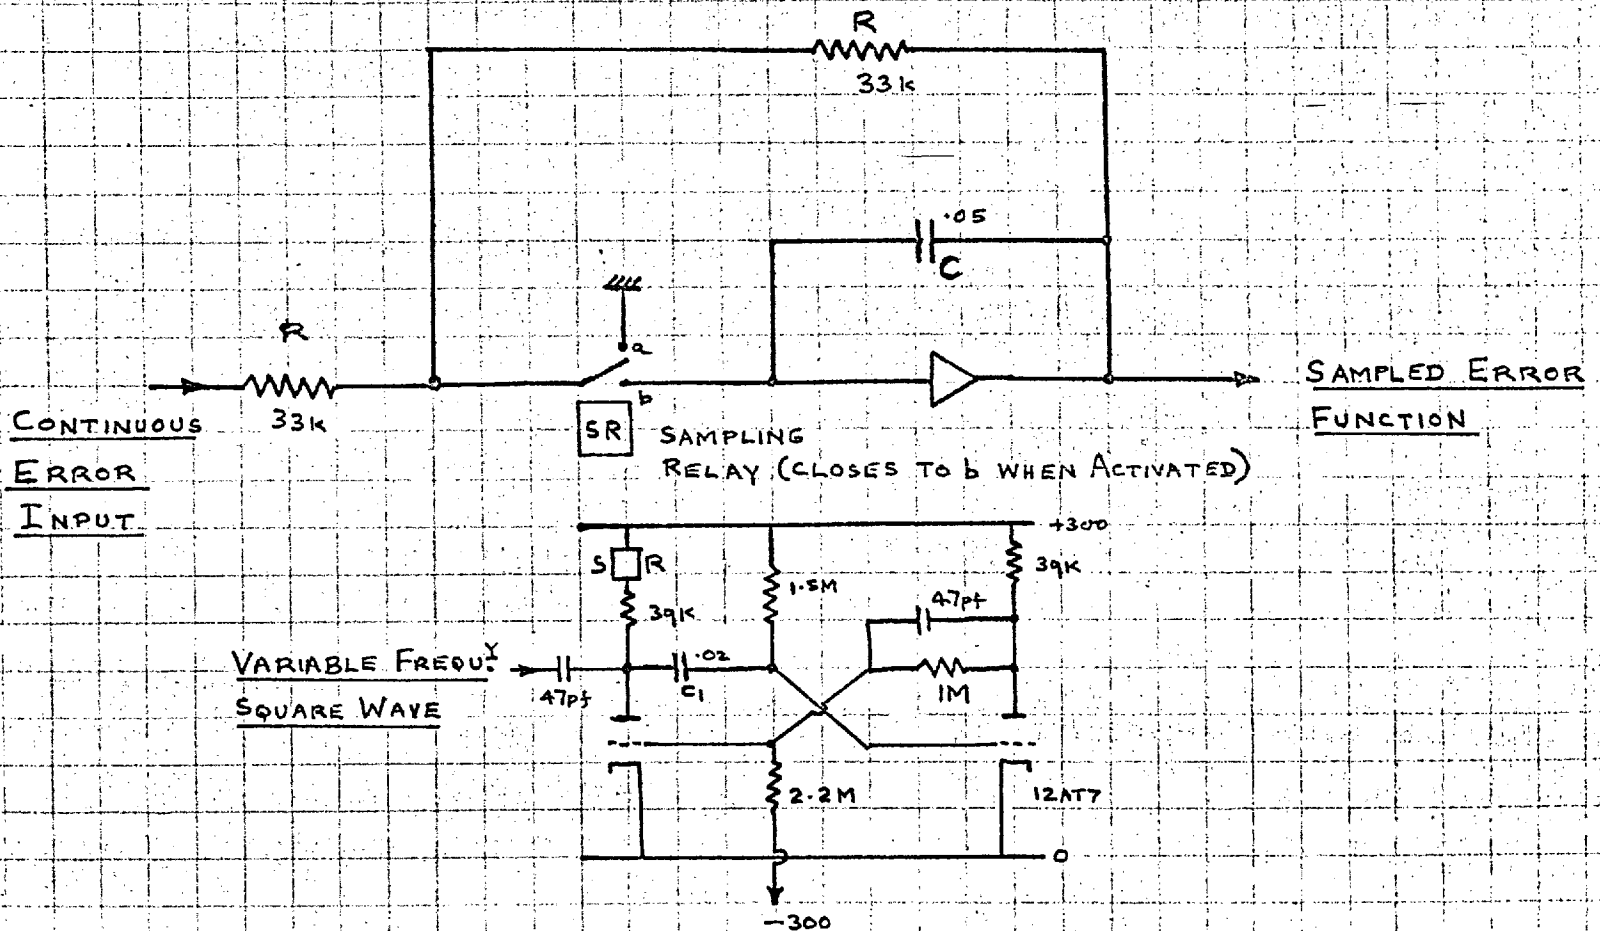 R
33k
.05
C
R
33k
a
b
SR
CONTINUOUS
ERROR
INPUT
SAMPLED ERROR
FUNCTION
SAMPLING
RELAY (CLOSES TO b WHEN ACTIVATED)
+300
S R
39K
1.5M
47pf
39K
VARIABLE FREQU.Y
SQUARE WAVE
47pf
.02
C1
1M
2.2M
12AT7
0
-300